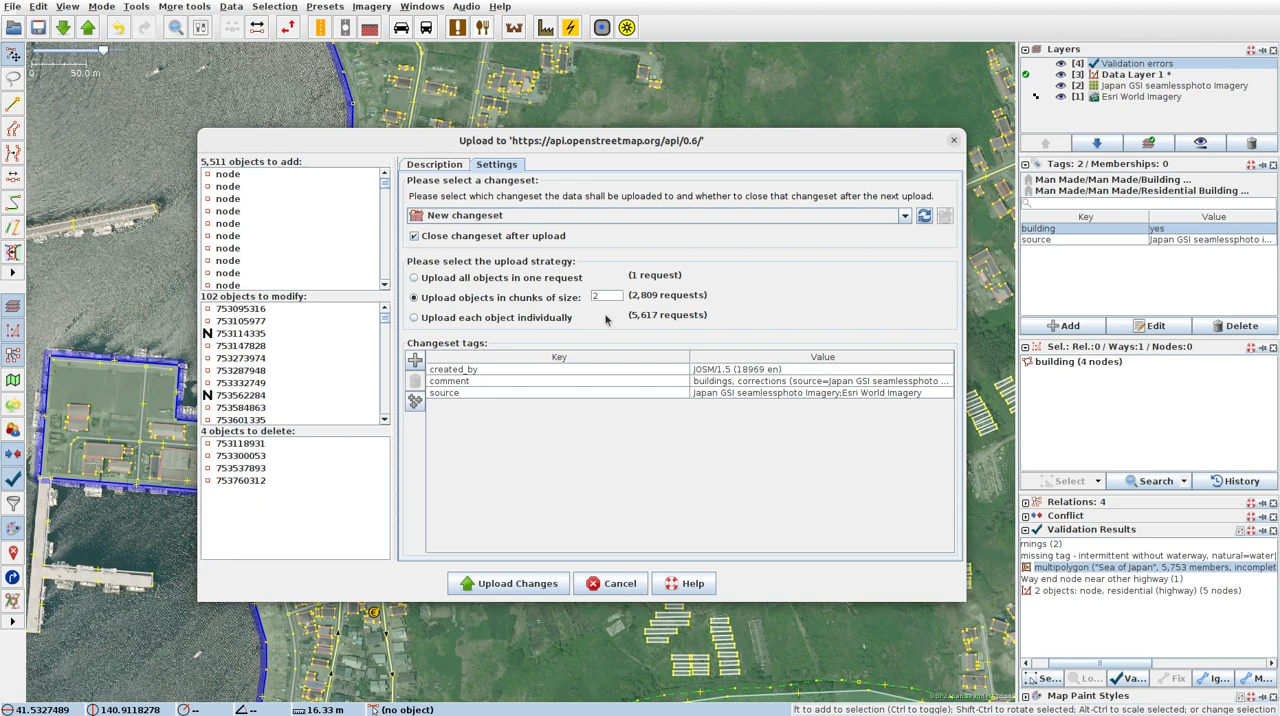 File Edit View Mode Tools More tools Data Selection Presets Imagery Windows Audio Help
0 50.0 m
Upload to 'https://api.openstreetmap.org/api/0.6/'
5,511 objects to add:
node
node
node
node
node
node
node
node
node
node
102 objects to modify:
753095316
753105977
N 753114335
753147828
753273974
753287948
753332749
N 753562284
753584863
753601335
4 objects to delete:
753118931
753300053
753537893
753760312
Description Settings
Please select a changeset:
Please select which changeset the data shall be uploaded to and whether to close that changeset after the next upload.
New changeset
Close changeset after upload
Please select the upload strategy:
Upload all objects in one request (1 request)
Upload objects in chunks of size: 2 (2,809 requests)
Upload each object individually (5,617 requests)
Changeset tags:
Key Value
created_by JOSM/1.5 (18969 en)
comment buildings, corrections (source=Japan GSI seamlessphoto ...
source Japan GSI seamlessphoto Imagery;Esri World Imagery
Upload Changes Cancel Help
Layers
[4] Validation errors
[3] Data Layer 1 *
[2] Japan GSI seamlessphoto Imagery
[1] Esri World Imagery
Tags: 2 / Memberships: 0
Man Made/Man Made/Building ...
Man Made/Man Made/Residential Building ...
Key Value
building yes
source Japan GSI seamlessphoto i...
Add Edit Delete
Sel.: Rel.:0 / Ways:1 / Nodes:0
building (4 nodes)
Select Search History
Relations: 4
Conflict
Validation Results
rnings (2)
missing tag - intermittent without waterway, natural=water
multipolygon ("Sea of Japan", 5,753 members, incomplet
Way end node near other highway (1)
2 objects: node, residential (highway) (5 nodes)
Se... Lo... Va... Fix Ig... M...
Map Paint Styles
41.5327489 140.9118278 -- -- 16.33 m (no object)
ft to add to selection (Ctrl to toggle); Shift-Ctrl to rotate selected; Alt-Ctrl to scale selected; or change selection